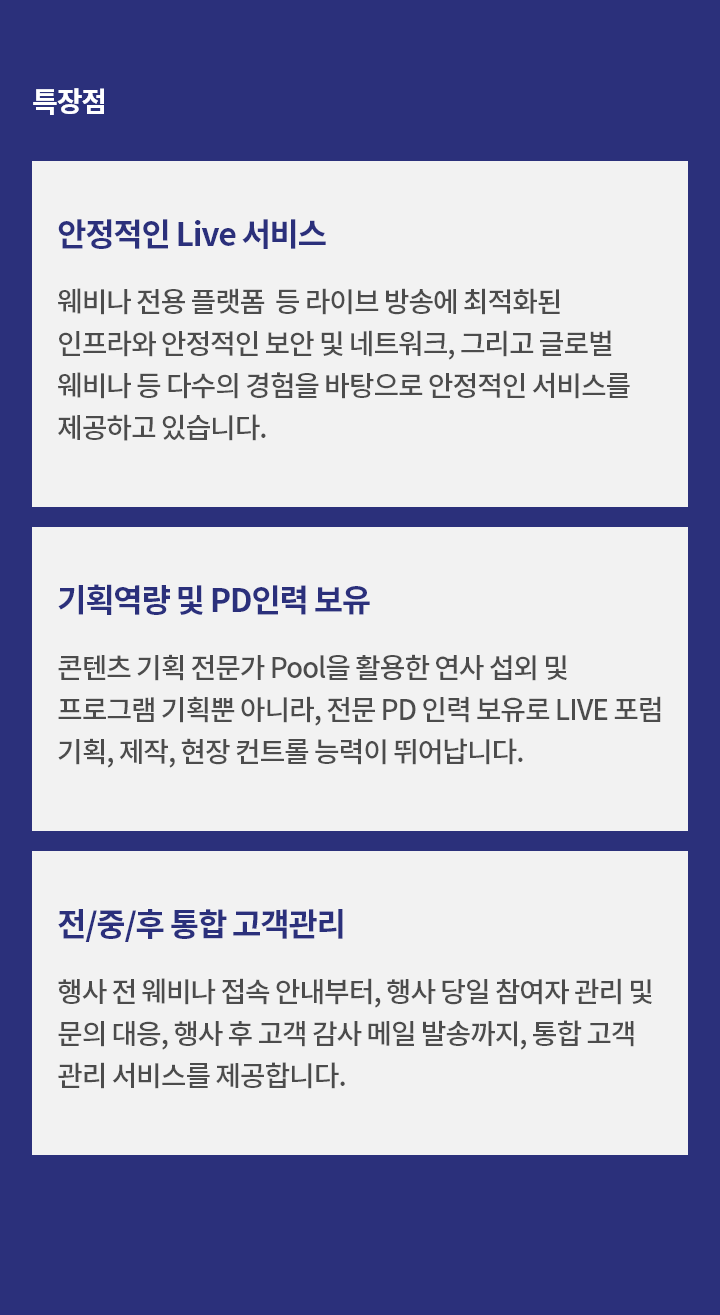 특장점
안정적인 Live 서비스
웨비나 전용 플랫폼  등 라이브 방송에 최적화된
인프라와 안정적인 보안 및 네트워크, 그리고 글로벌
웨비나 등 다수의 경험을 바탕으로 안정적인 서비스를
제공하고 있습니다.
기획역량 및 PD인력 보유
콘텐츠 기획 전문가 Pool을 활용한 연사 섭외 및
프로그램 기획뿐 아니라, 전문 PD 인력 보유로 LIVE 포럼
기획, 제작, 현장 컨트롤 능력이 뛰어납니다.
전/중/후 통합 고객관리
행사 전 웨비나 접속 안내부터, 행사 당일 참여자 관리 및
문의 대응, 행사 후 고객 감사 메일 발송까지, 통합 고객
관리 서비스를 제공합니다.